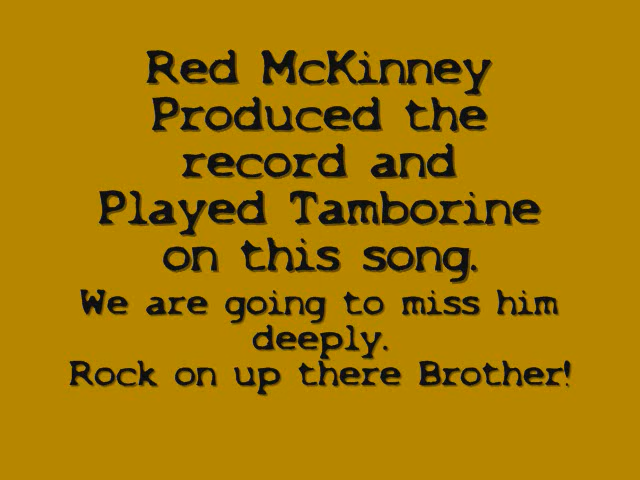 Red McKinney
Produced the
record and
Played Tamborine
on this song.
We are going to miss him
deeply.
Rock on up there Brother!